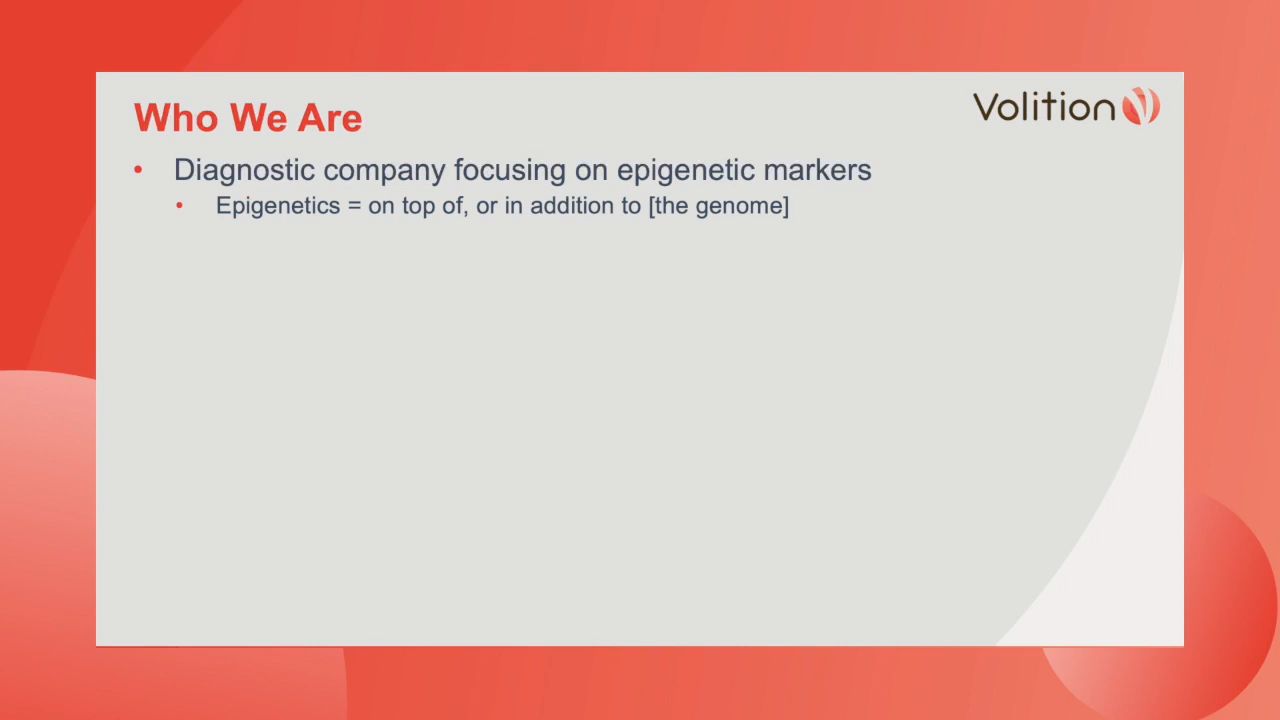 Volition
Who We Are
• Diagnostic company focusing on epigenetic markers
• Epigenetics = on top of, or in addition to [the genome]